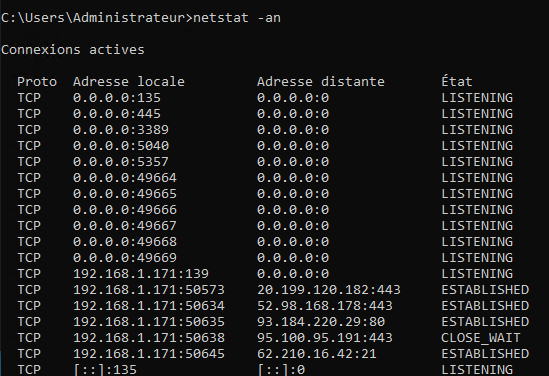 C:\Users\Administrateur>netstat -an
Connexions actives
Proto  Adresse locale         Adresse distante       État
TCP    0.0.0.0:135            0.0.0.0:0              LISTENING
TCP    0.0.0.0:445            0.0.0.0:0              LISTENING
TCP    0.0.0.0:3389           0.0.0.0:0              LISTENING
TCP    0.0.0.0:5040           0.0.0.0:0              LISTENING
TCP    0.0.0.0:5357           0.0.0.0:0              LISTENING
TCP    0.0.0.0:49664          0.0.0.0:0              LISTENING
TCP    0.0.0.0:49665          0.0.0.0:0              LISTENING
TCP    0.0.0.0:49666          0.0.0.0:0              LISTENING
TCP    0.0.0.0:49667          0.0.0.0:0              LISTENING
TCP    0.0.0.0:49668          0.0.0.0:0              LISTENING
TCP    0.0.0.0:49669          0.0.0.0:0              LISTENING
TCP    192.168.1.171:139      0.0.0.0:0              LISTENING
TCP    192.168.1.171:50573    20.199.120.182:443     ESTABLISHED
TCP    192.168.1.171:50634    52.98.168.178:443      ESTABLISHED
TCP    192.168.1.171:50635    93.184.220.29:80       ESTABLISHED
TCP    192.168.1.171:50638    95.100.95.191:443      CLOSE_WAIT
TCP    192.168.1.171:50645    62.210.16.42:21        ESTABLISHED
TCP    [::]:135               [::]:0                 LISTENING